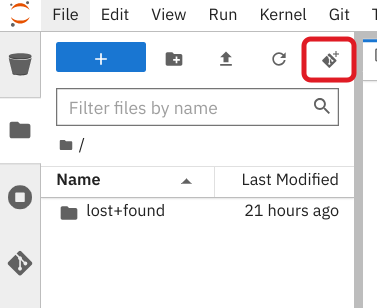 File Edit View Run Kernel Git
+
Filter files by name
/
Name Last Modified
lost+found 21 hours ago